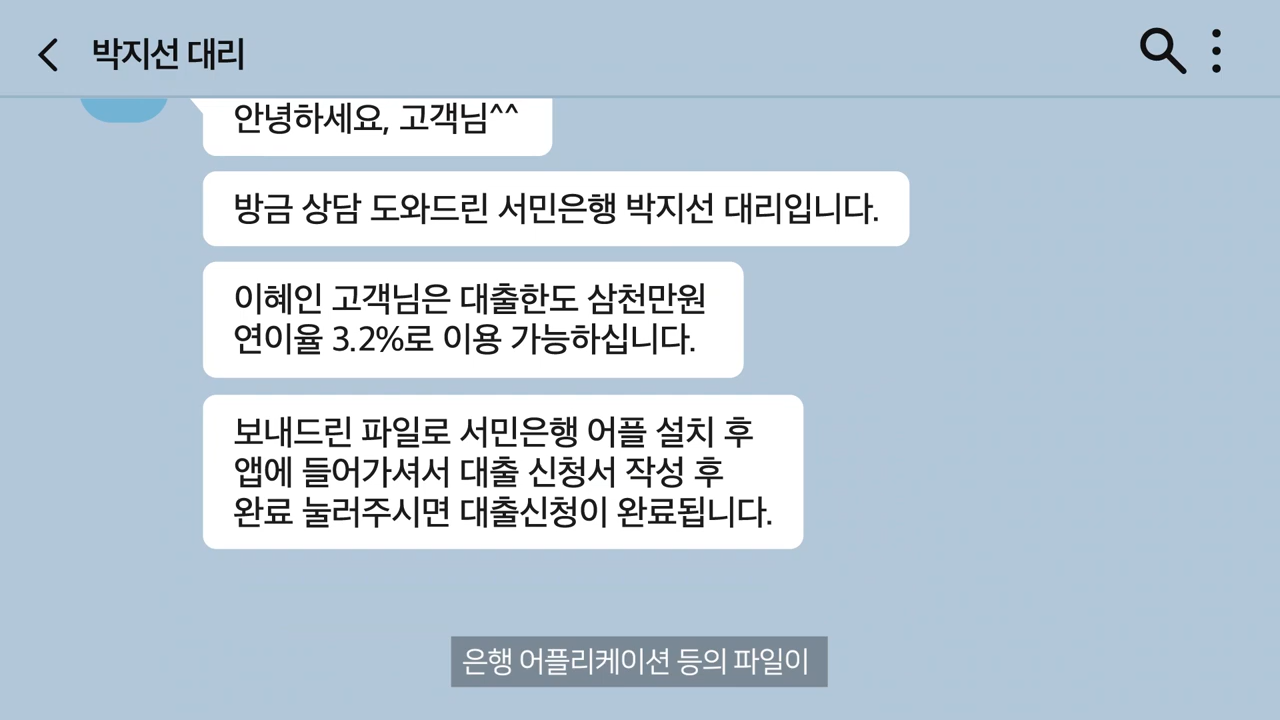 박지선 대리
안녕하세요, 고객님^^
방금 상담 도와드린 서민은행 박지선 대리입니다.
이혜인 고객님은 대출한도 삼천만원
연이율 3.2%로 이용 가능하십니다.
보내드린 파일로 서민은행 어플 설치 후
앱에 들어가셔서 대출 신청서 작성 후
완료 눌러주시면 대출신청이 완료됩니다.
은행 어플리케이션 등의 파일이